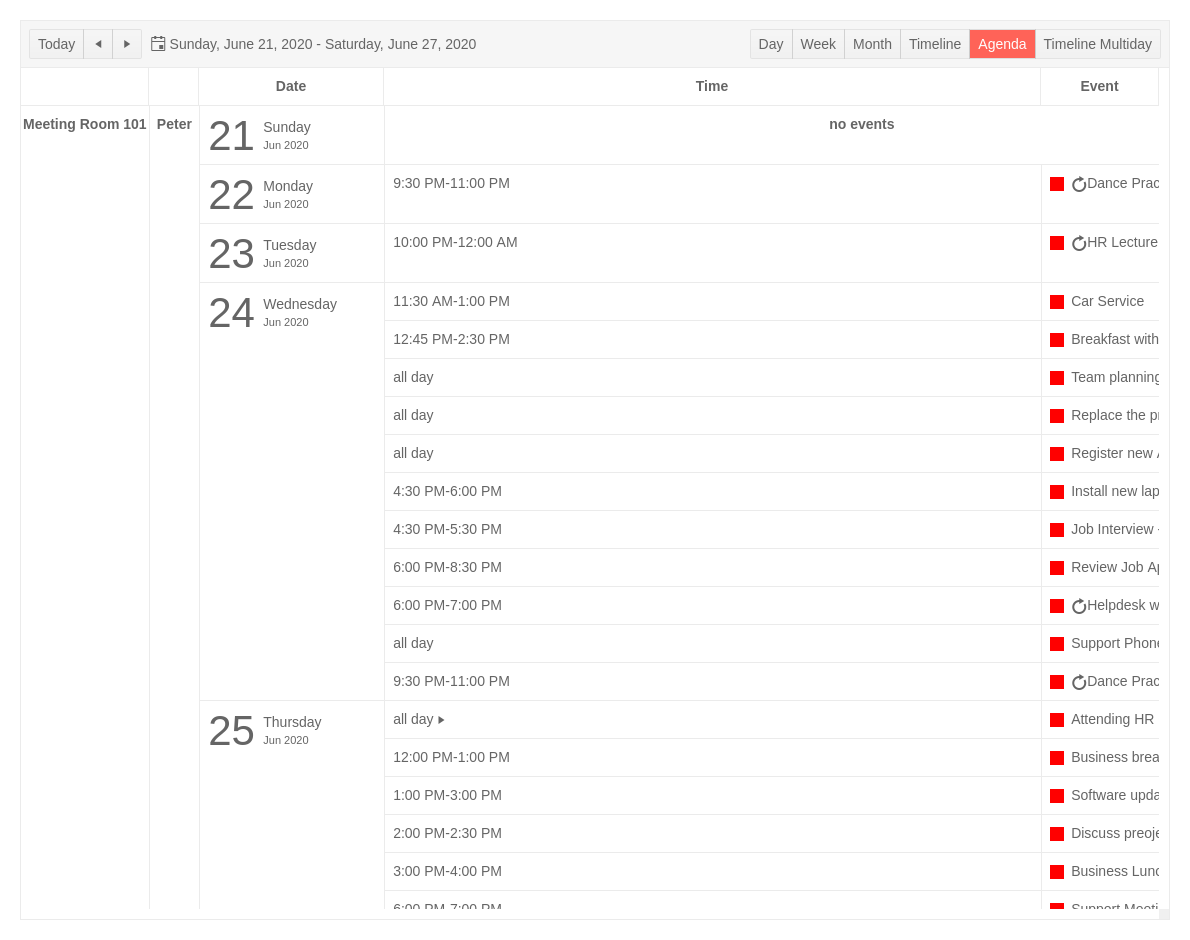 Today Sunday, June 21, 2020 - Saturday, June 27, 2020 Day Week Month Timeline Agenda Timeline Multiday
Date Time Event
Meeting Room 101 Peter 21 Sunday no events
Jun 2020
22 Monday 9:30 PM-11:00 PM Dance Prac
Jun 2020
23 Tuesday 10:00 PM-12:00 AM HR Lecture
Jun 2020
24 Wednesday 11:30 AM-1:00 PM Car Service
Jun 2020
12:45 PM-2:30 PM Breakfast with
all day Team planning
all day Replace the
all day Register new
4:30 PM-6:00 PM Install new lap
4:30 PM-5:30 PM Job Interview
6:00 PM-8:30 PM Review Job
6:00 PM-7:00 PM Helpdesk w
all day Support Phone
9:30 PM-11:00 PM Dance Prac
25 Thursday all day Attending HR
Jun 2020
12:00 PM-1:00 PM Business brea
1:00 PM-3:00 PM Software upda
2:00 PM-2:30 PM Discuss preoje
3:00 PM-4:00 PM Business Lunc
6:00 PM-7:00 PM Support Meeti